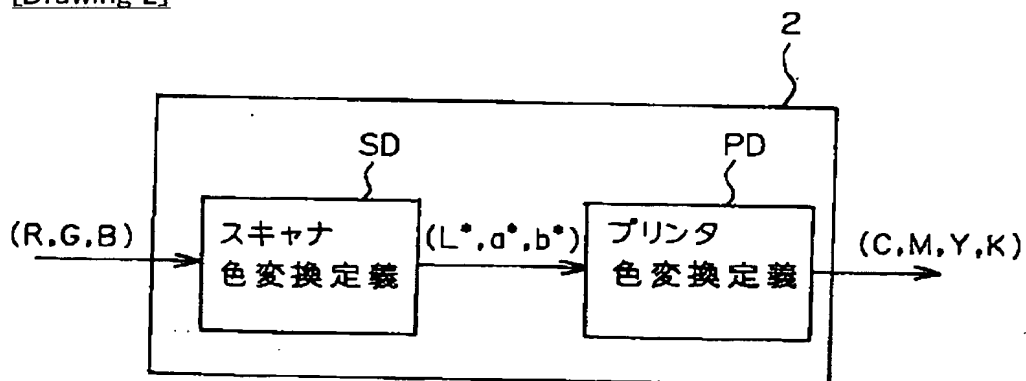 [Drawing 2]
2
SD
PD
(R,G,B)
スキャナ
色変換定義
(L*,a*,b*)
プリンタ
色変換定義
(C,M,Y,K)